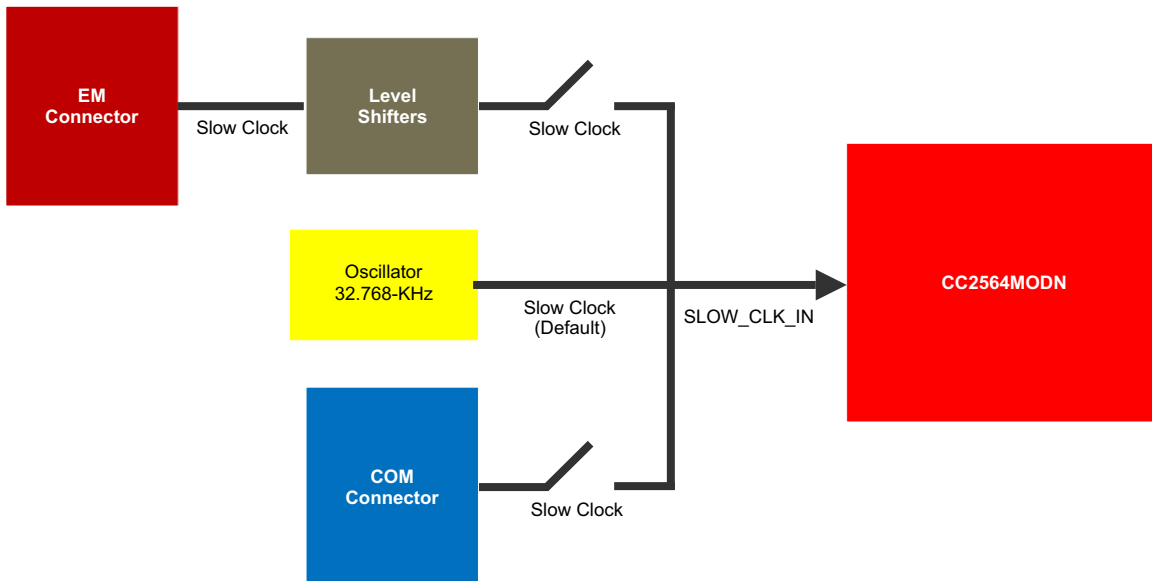 EM
Connector
Slow Clock
Level
Shifters
Slow Clock
Oscillator
32.768-KHz
Slow Clock
(Default)
SLOW_CLK_IN
CC2564MODN
COM
Connector
Slow Clock